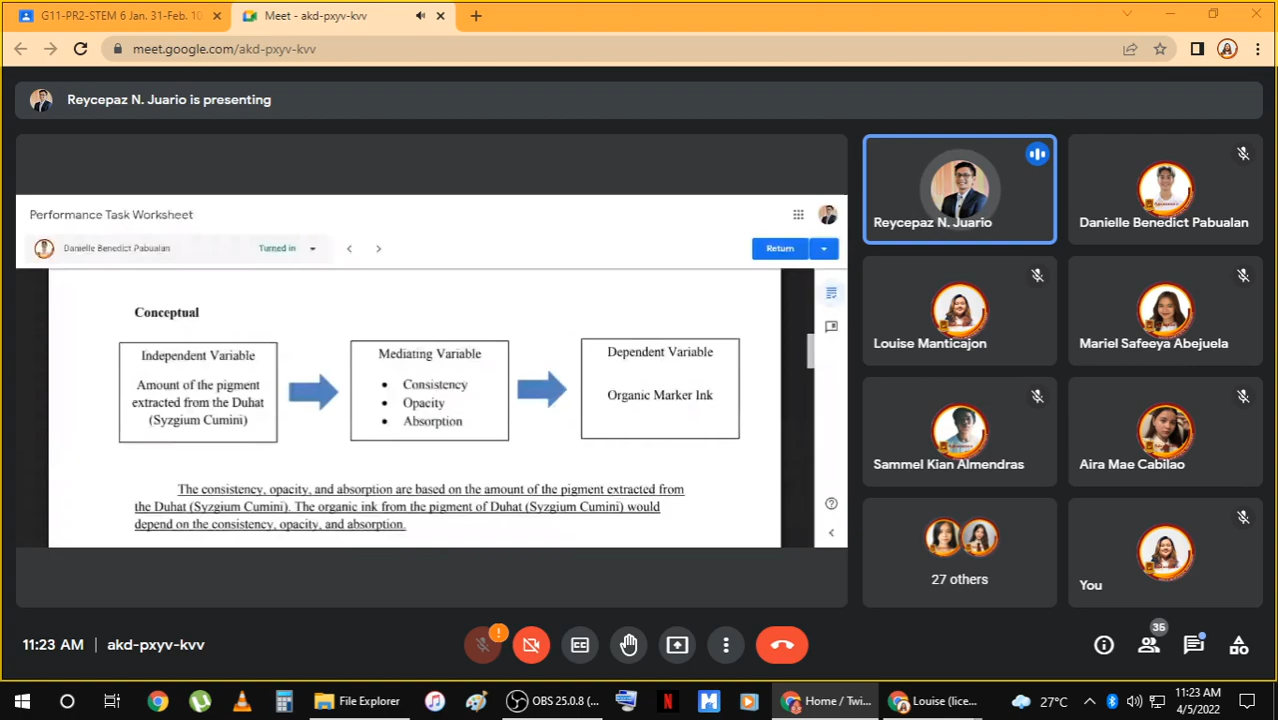 G11-PR2-STEM 6 Jan. 31-Feb. 10
Meet - akd-pxyv-kvv
meet.google.com/akd-pxyv-kvv
Reycepaz N. Juario is presenting
Performance Task Worksheet
Danielle Benedict Pabualan
Turned in
Return
Conceptual
Independent Variable
Amount of the pigment
extracted from the Duhat
(Syzgium Cumini)
Mediating Variable
• Consistency
• Opacity
• Absorption
Dependent Variable
Organic Marker Ink
The consistency, opacity, and absorption are based on the amount of the pigment extracted from
the Duhat (Syzgium Cumini). The organic ink from the pigment of Duhat (Syzgium Cumini) would
depend on the consistency, opacity, and absorption.
Reycepaz N. Juario
Danielle Benedict Pabualan
Louise Manticajon
Mariel Safeeya Abejuela
Sammel Kian Almendras
Aira Mae Cabilao
27 others
You
11:23 AM | akd-pxyv-kvv
35
File Explorer
OBS 25.0.8 (...
Home / Twi...
Louise (lice...
27°C
11:23 AM
4/5/2022